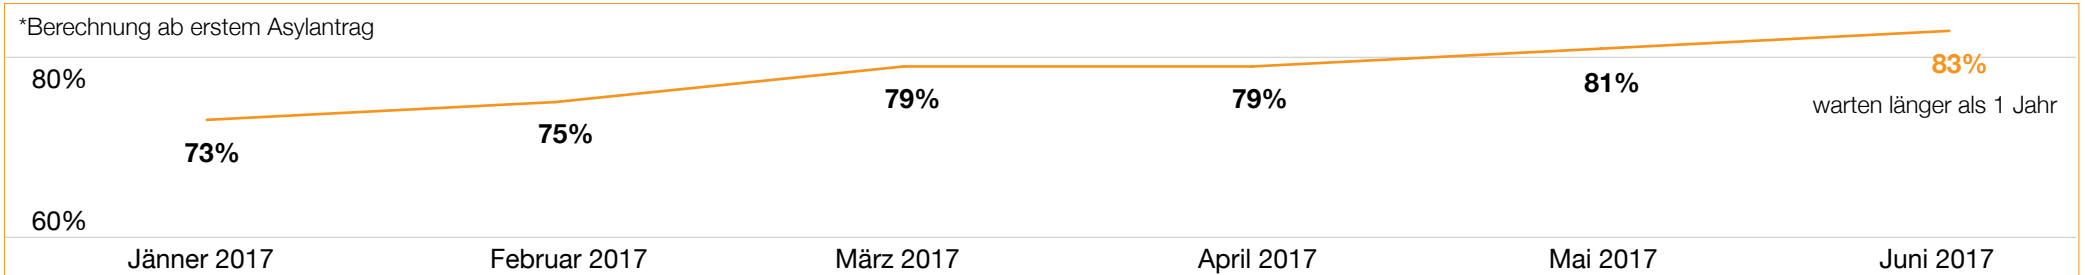 *Berechnung ab erstem Asylantrag
80%
83%
81%
79%
79%
warten länger als 1 Jahr
75%
73%
60%
Jänner 2017
Februar 2017
März 2017
April 2017
Mai 2017
Juni 2017